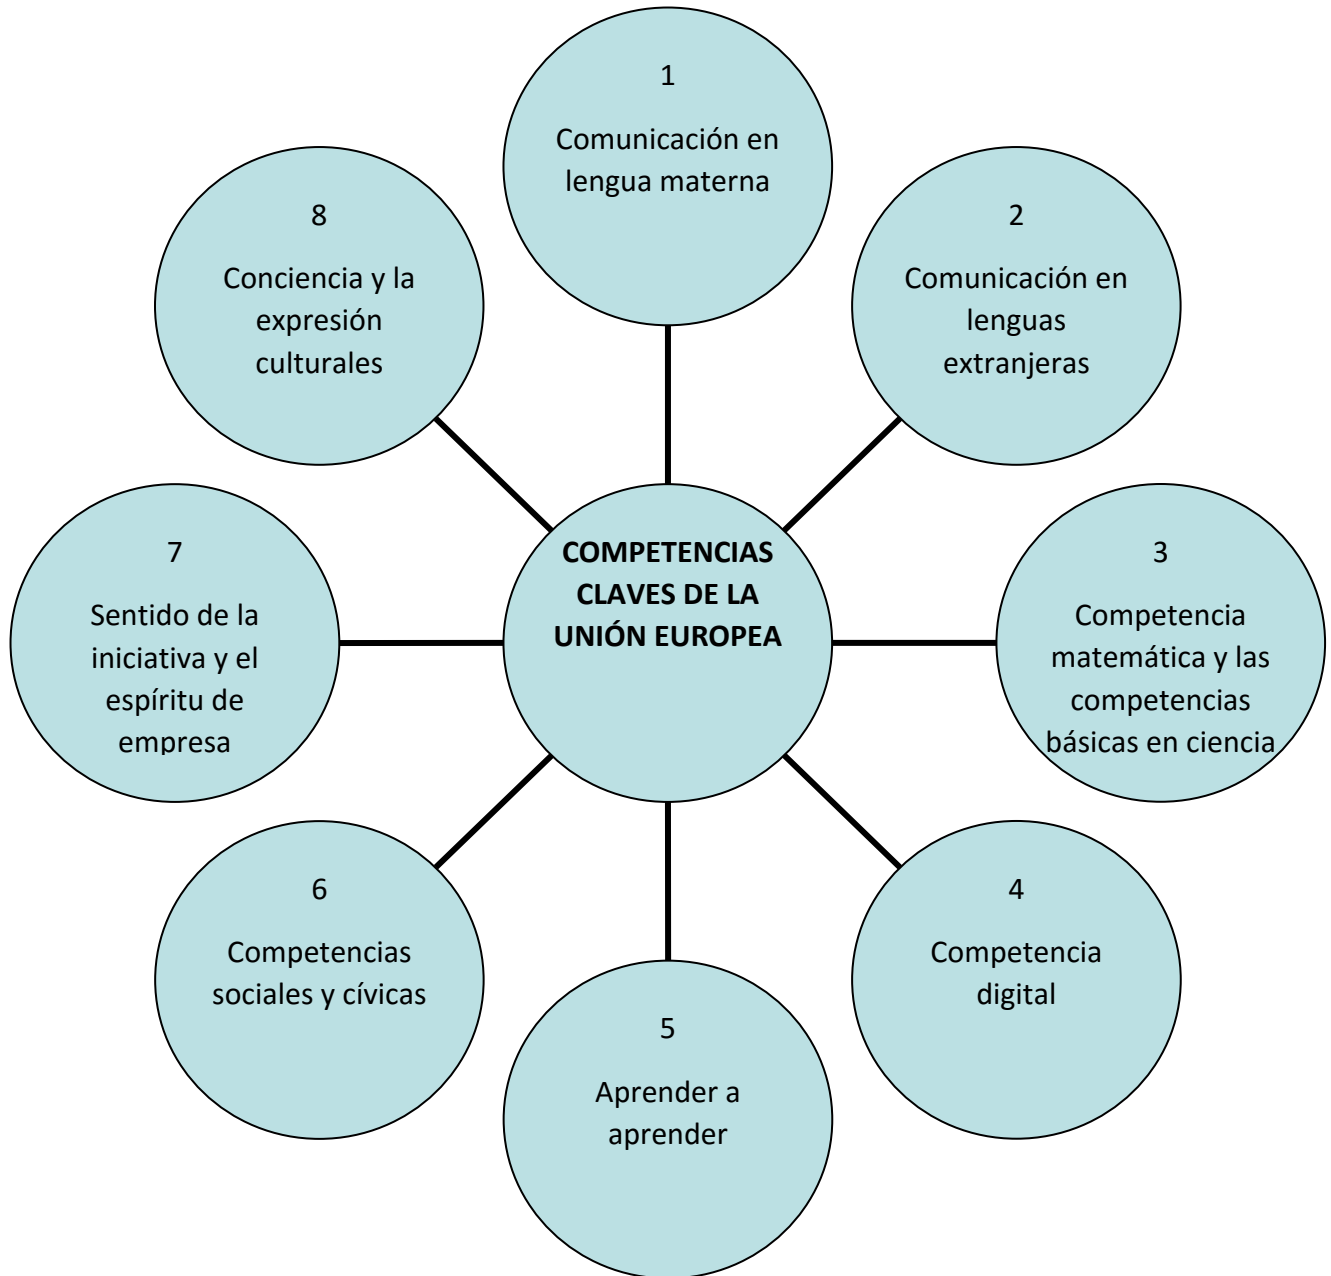 1
Comunicación en
lengua materna
2
Comunicación en
lenguas
extranjeras
3
Competencia
matemática y las
competencias
básicas en ciencia
4
Competencia
digital
5
Aprender a
aprender
6
Competencias
sociales y cívicas
7
Sentido de la
iniciativa y el
espíritu de
empresa
8
Conciencia y la
expresión
culturales
COMPETENCIAS
CLAVES DE LA
UNIÓN EUROPEA